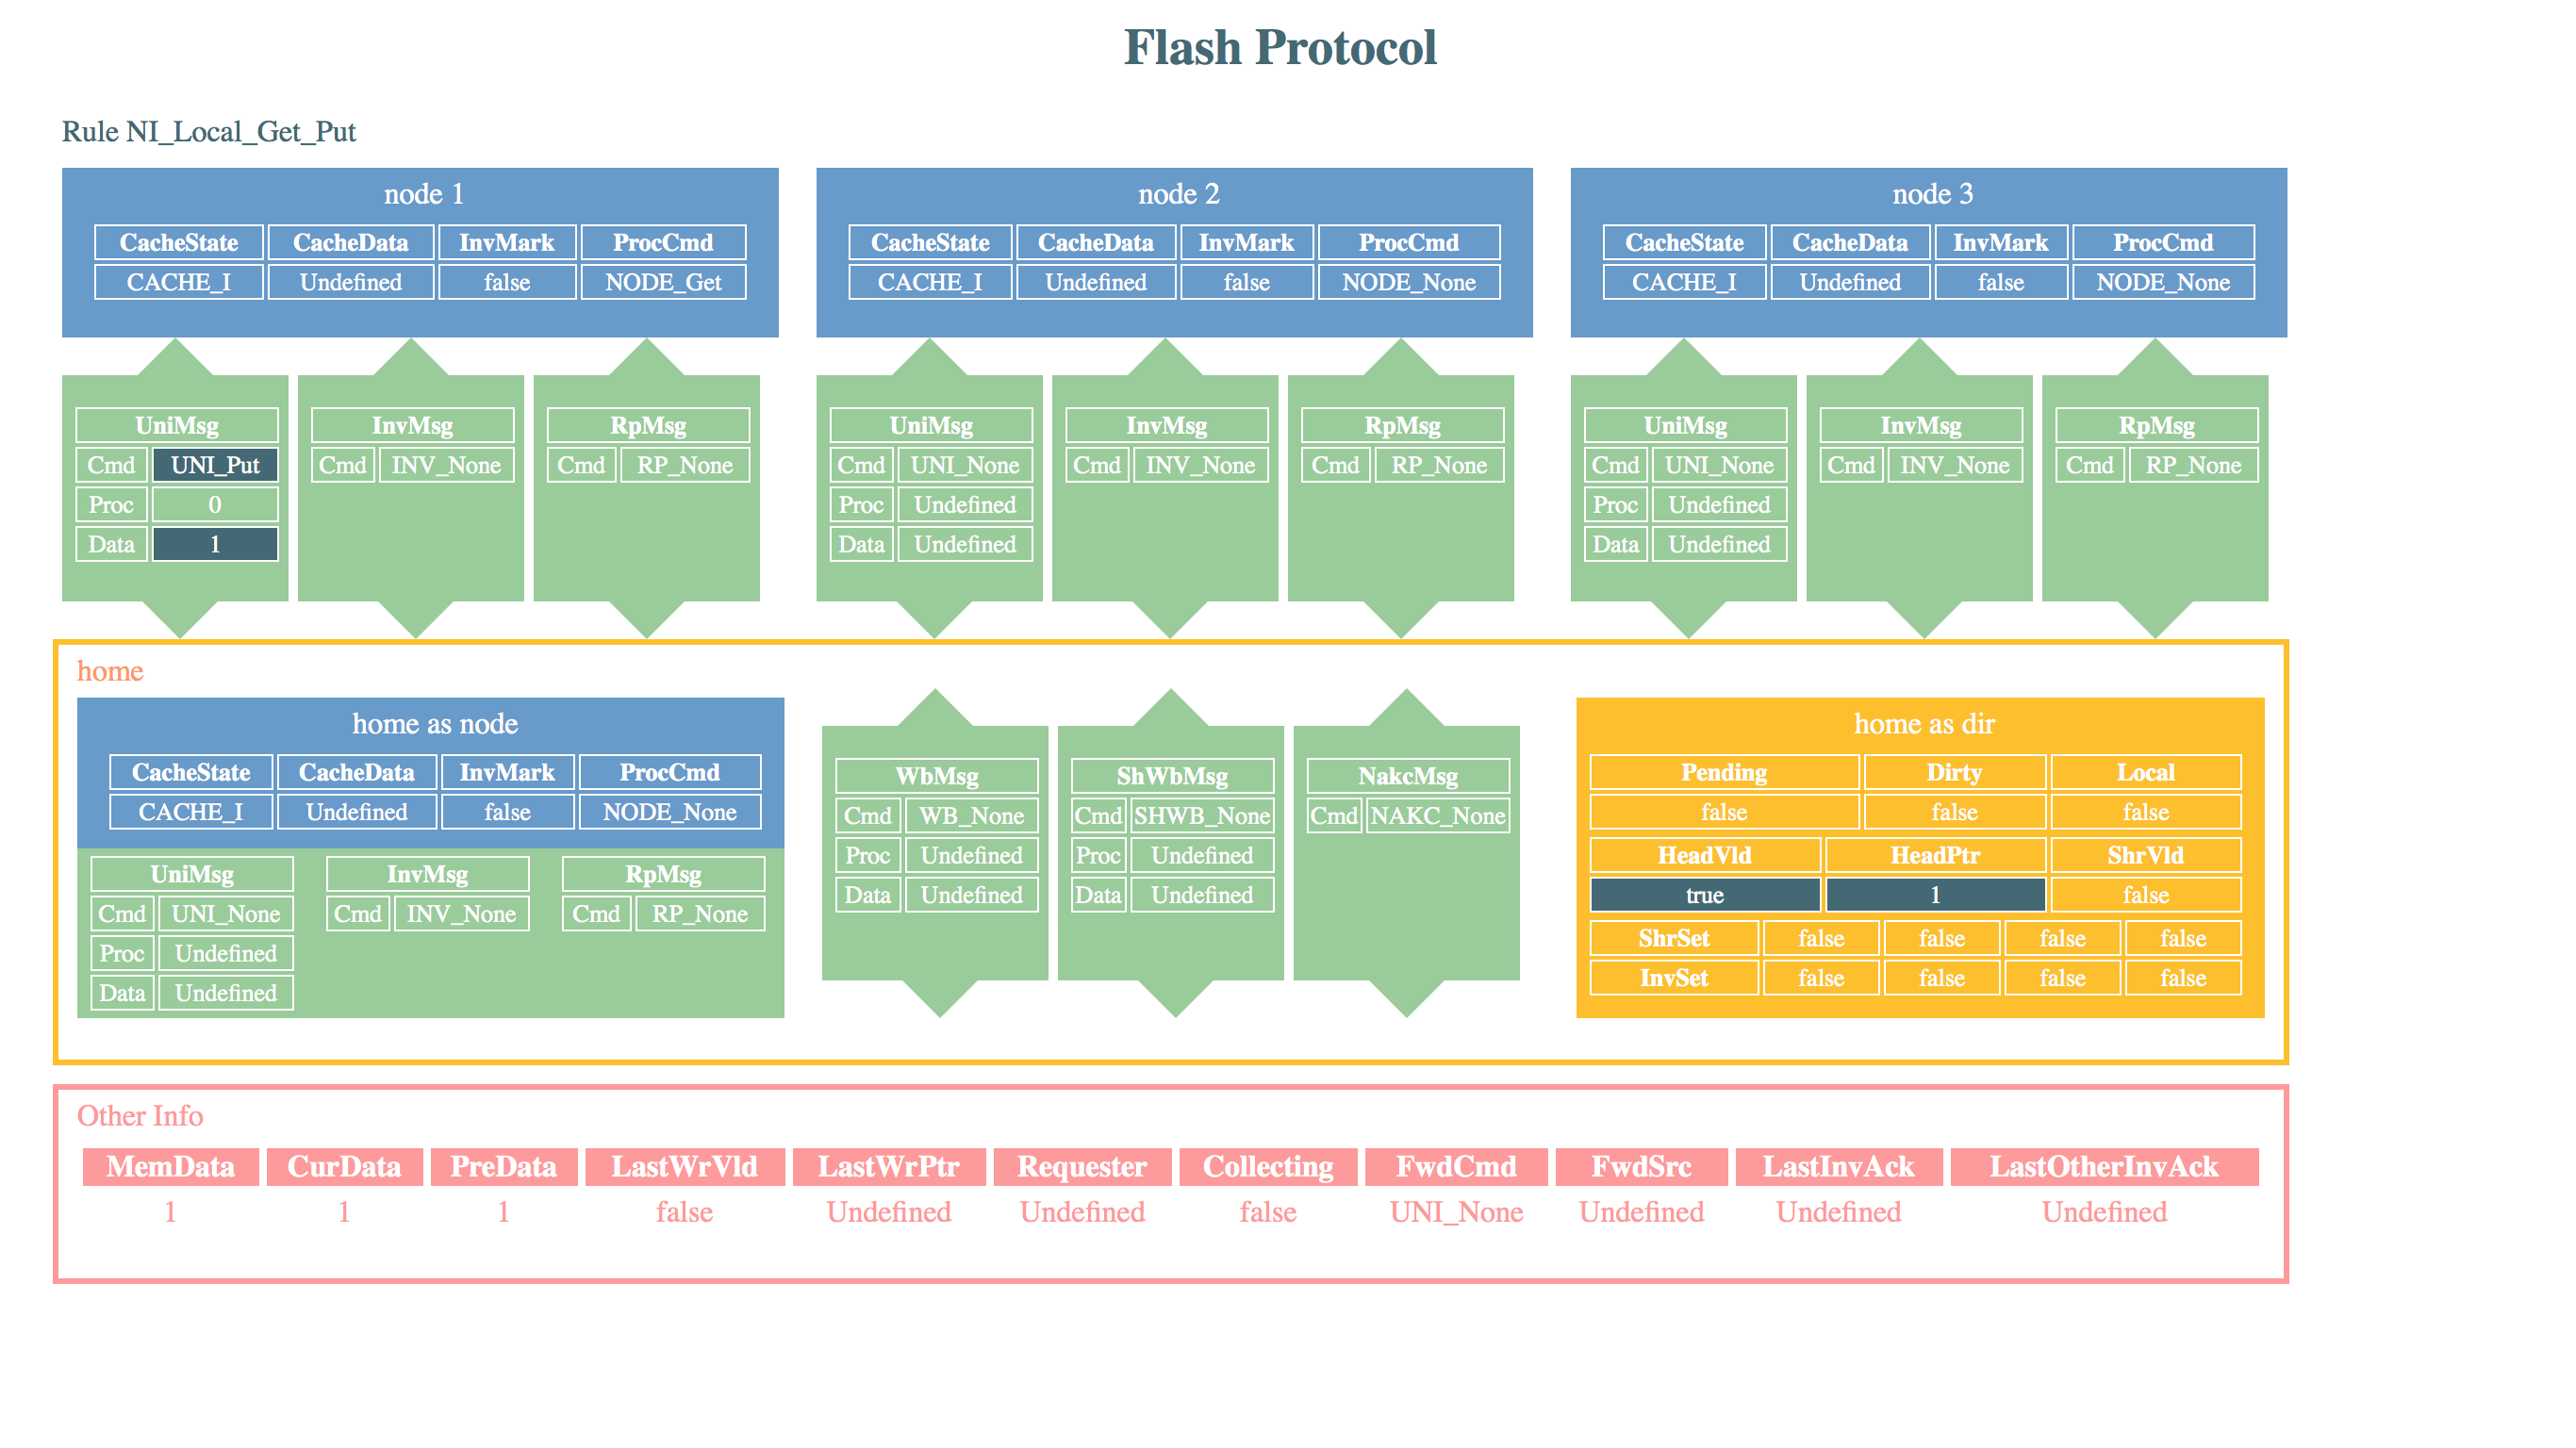 Flash Protocol
Rule NI_Local_Get_Put
node 1
CacheState CacheData InvMark ProcCmd
CACHE_I Undefined false NODE_Get
node 2
CacheState CacheData InvMark ProcCmd
CACHE_I Undefined false NODE_None
node 3
CacheState CacheData InvMark ProcCmd
CACHE_I Undefined false NODE_None
UniMsg
Cmd UNI_Put
Proc 0
Data 1
InvMsg
Cmd INV_None
RpMsg
Cmd RP_None
UniMsg
Cmd UNI_None
Proc Undefined
Data Undefined
InvMsg
Cmd INV_None
RpMsg
Cmd RP_None
UniMsg
Cmd UNI_None
Proc Undefined
Data Undefined
InvMsg
Cmd INV_None
RpMsg
Cmd RP_None
home
home as node
CacheState CacheData InvMark ProcCmd
CACHE_I Undefined false NODE_None
UniMsg
Cmd UNI_None
Proc Undefined
Data Undefined
InvMsg
Cmd INV_None
RpMsg
Cmd RP_None
WbMsg
Cmd WB_None
Proc Undefined
Data Undefined
ShWbMsg
Cmd SHWB_None
Proc Undefined
Data Undefined
NakcMsg
Cmd NAKC_None
home as dir
Pending Dirty Local
false false false
HeadVld HeadPtr ShrVld
true 1 false
ShrSet false false false false
InvSet false false false false
Other Info
MemData CurData PreData LastWrVld LastWrPtr Requester Collecting FwdCmd FwdSrc LastInvAck LastOtherInvAck
1 1 1 false Undefined Undefined false UNI_None Undefined Undefined Undefined